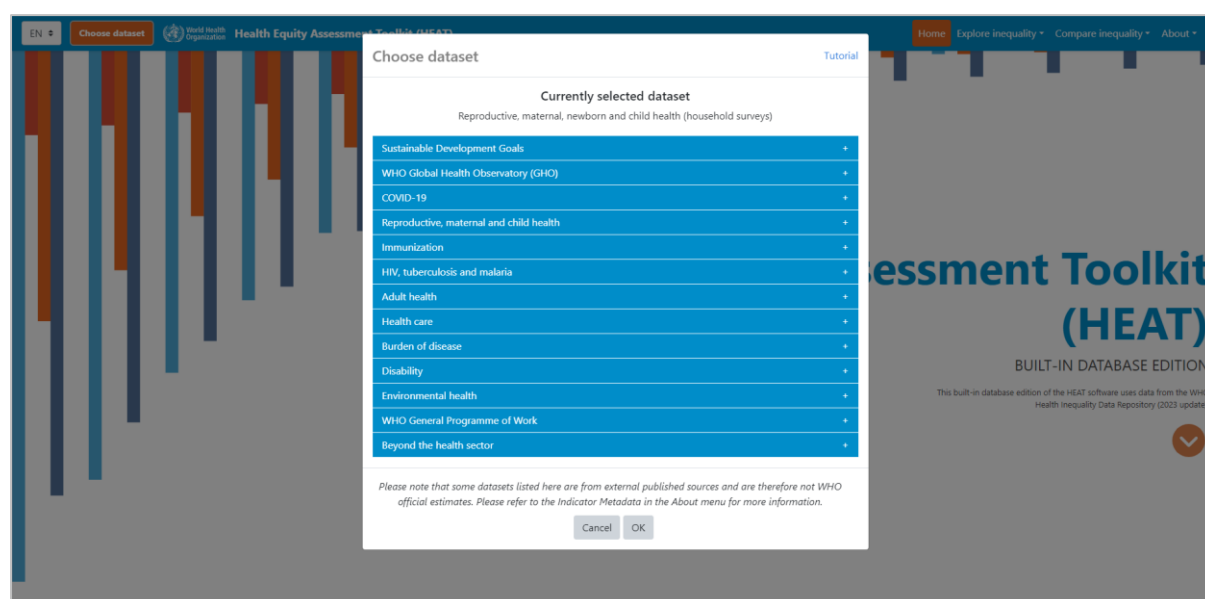 EN
Choose dataset
World Health
Organization
Health Equity Assessment Toolkit (HEAT)
Home
Explore inequality
Compare inequality
About
Choose dataset
Tutorial
Currently selected dataset
Reproductive, maternal, newborn and child health (household surveys)
Sustainable Development Goals +
WHO Global Health Observatory (GHO) +
COVID-19 +
Reproductive, maternal and child health +
Immunization +
HIV, tuberculosis and malaria +
Adult health +
Health care +
Burden of disease +
Disability +
Environmental health +
WHO General Programme of Work +
Beyond the health sector +
Please note that some datasets listed here are from external published sources and are therefore not WHO
official estimates. Please refer to the Indicator Metadata in the About menu for more information.
Cancel
OK
essment Toolkit
(HEAT)
BUILT-IN DATABASE EDITION
This built-in database edition of the HEAT software uses data from the WH
Health Inequality Data Repository (2023 update